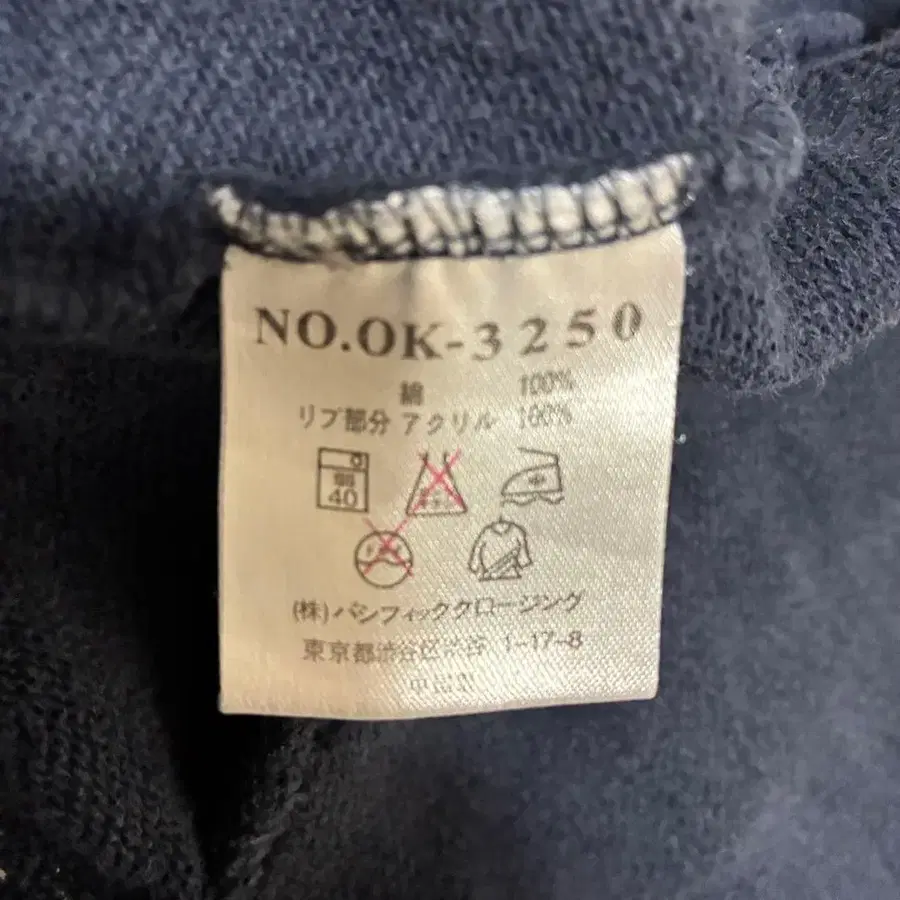 NO.OK-3250
綿 100%
リブ部分 アクリル 100%
弱
40
中
(株)パシフィッククロージング
東京都渋谷区渋谷 1-17-8
中国製